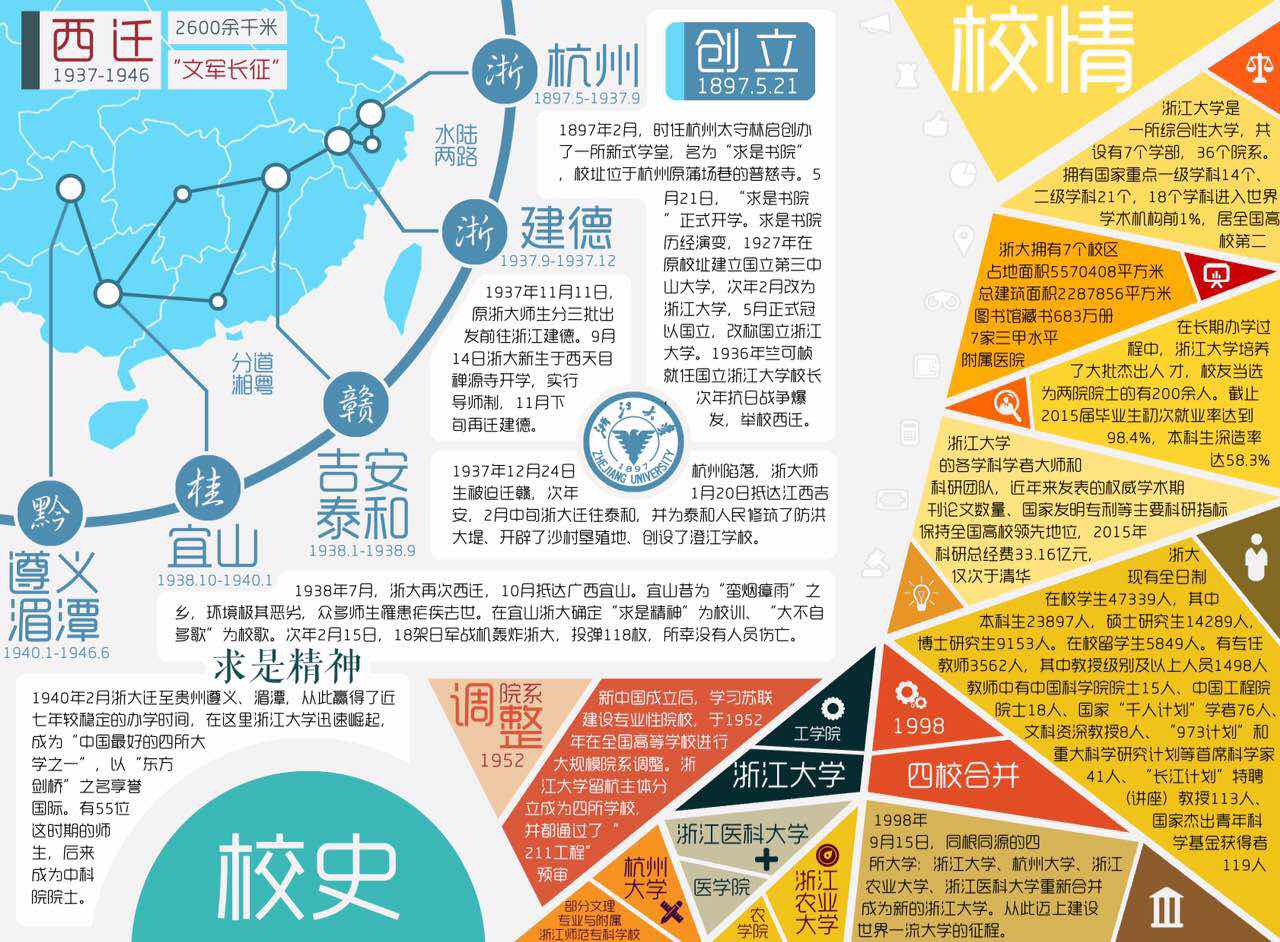 西迁
1937-1946
2600余千米
“文军长征”
浙
杭州
1897.5-1937.9
水陆
两路
浙
建德
1937.9-1937.12
分道
湘粤
赣
吉安
泰和
1938.1-1938.9
桂
宜山
1938.10-1940.1
黔
遵义
湄潭
1940.1-1946.6
创立
1897.5.21
1897年2月，时任杭州太守林启创办
了一所新式学堂，名为“求是书院”
，校址位于杭州原蒲场巷的普慈寺。5
月21日，“求是书院
”正式开学。求是书院
历经演变，1927年在
原校址建立国立第三中
山大学，次年2月改为
浙江大学，5月正式冠
以国立，改称国立浙江
大学。1936年竺可桢
就任国立浙江大学校长
。次年抗日战争爆
发，举校西迁。
1937年11月11日，
原浙大师生分三批出
发前往浙江建德。9月
14日浙大新生于西天目
禅源寺开学，实行
导师制，11月下
旬再迁建德。
浙江大学
1897
ZHEJIANG UNIVERSITY
1937年12月24日 杭州陷落，浙大师
生被迫迁赣，次年 1月20日抵达江西吉
安，2月中旬浙大迁往泰和，并为泰和人民修筑了防洪
大堤、开辟了沙村垦殖地、创设了澄江学校。
1938年7月，浙大再次西迁，10月抵达广西宜山。宜山昔为“蛮烟瘴雨”之
乡，环境极其恶劣，众多师生罹患疟疾去世。在宜山浙大确定“求是精神”为校训、“大不自
多歌”为校歌。次年2月15日，18架日军战机轰炸浙大，投弹118枚，所幸没有人员伤亡。
求是精神
1940年2月浙大迁至贵州遵义、湄潭，从此赢得了近
七年较稳定的办学时间，在这里浙江大学迅速崛起，
成为“中国最好的四所大
学之一”，以“东方
剑桥”之名享誉
国际。有55位
这时期的师
生，后来
成为中科
院院士。
校史
调
院系
整
1952
新中国成立后，学习苏联
建设专业性院校，于1952
年在全国高等学校进行
大规模院系调整。浙
江大学留杭主体分
立成为四所学校，
并都通过了“
211工程”
预审
工学院
浙江大学
浙江医科大学
医学院
杭州
大学
部分文理
专业与附属
浙江师范专科学校
农
学院
浙江
农业
大学
1998
四校合并
1998年
9月15日，同根同源的四
所大学：浙江大学、杭州大学、浙江
农业大学、浙江医科大学重新合并
成为新的浙江大学。从此迈上建设
世界一流大学的征程。
校情
浙江大学是
一所综合性大学，共
设有7个学部，36个院系。
拥有国家重点一级学科14个、
二级学科21个，18个学科进入世界
学术机构前1%，居全国高
校第二
浙大拥有7个校区
占地面积5570408平方米
总建筑面积2287856平方米
图书馆藏书683万册
7家三甲水平
附属医院
在长期办学过
程中，浙江大学培养
了大批杰出人 才，校友当选
为两院院士的有200余人。截止
2015届毕业生初次就业率达到
98.4%，本科生深造率
达58.3%
浙江大学
的各学科学者大师和
科研团队，近年来发表的权威学术期
刊论文数量、国家发明专利等主要科研指标
保持全国高校领先地位，2015年
科研总经费33.16亿元，
仅次于清华
浙大
现有全日制
在校学生47339人，其中
本科生23897人，硕士研究生14289人，
博士研究生9153人。在校留学生5849人。有专任
教师3562人，其中教授级别及以上人员1498人
教师中有中国科学院院士15人、中国工程院
院士18人、国家“千人计划”学者76人、
文科资深教授8人、“973计划”和
重大科学研究计划等首席科学家
41人、“长江计划”特聘
（讲座）教授113人、
国家杰出青年科
学基金获得者
119人